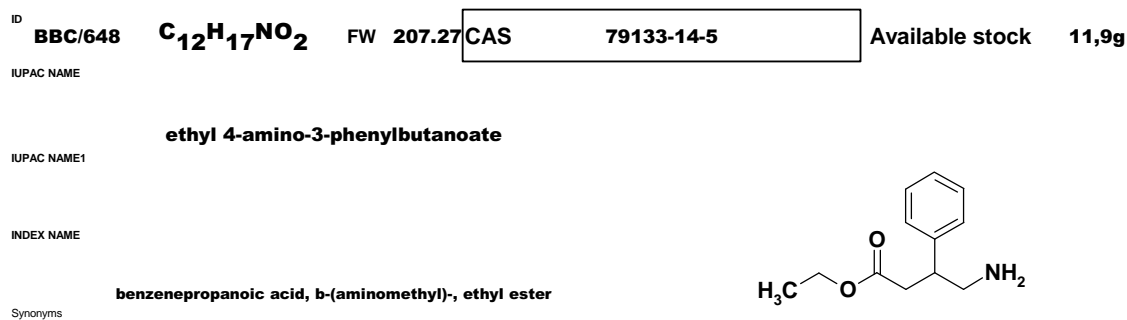 ID
BBC/648 C12H17NO2 FW 207.27 CAS 79133-14-5 Available stock 11,9g
IUPAC NAME
ethyl 4-amino-3-phenylbutanoate
IUPAC NAME1
INDEX NAME
benzenepropanoic acid, b-(aminomethyl)-, ethyl ester
Synonyms
O
NH2
H3C
O